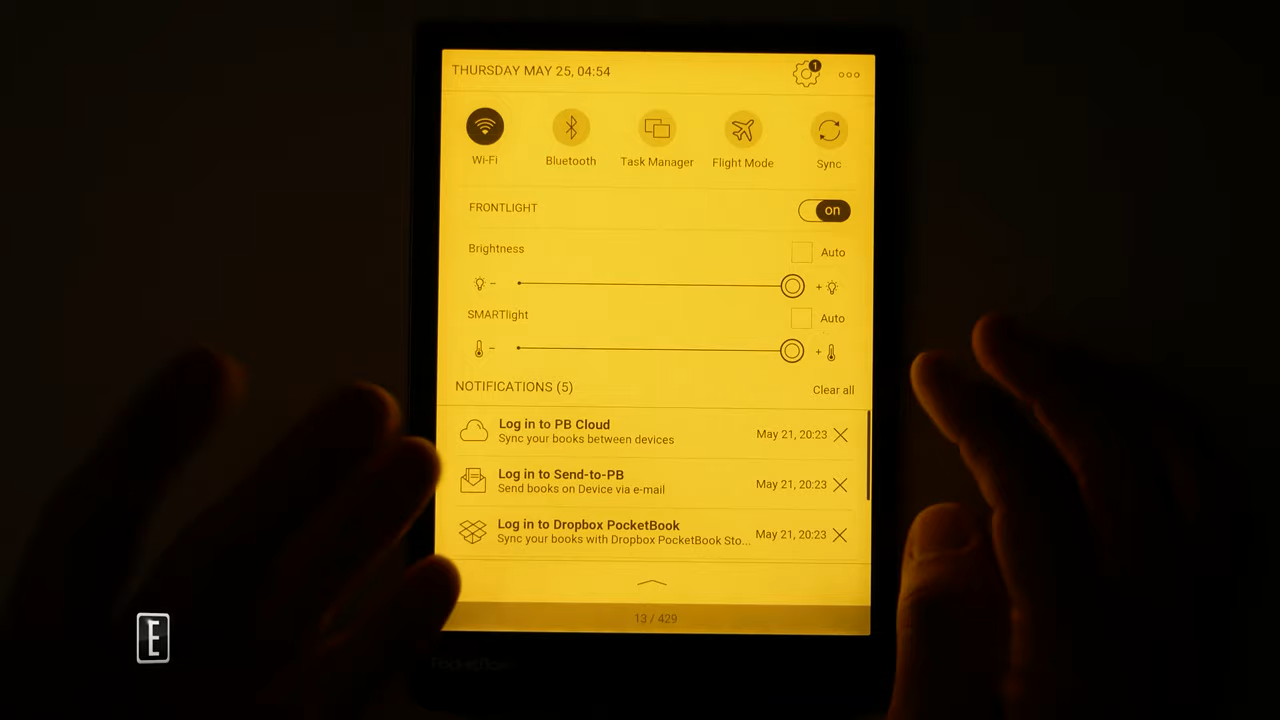 THURSDAY MAY 25, 04:54
1
Wi-Fi
Bluetooth
Task Manager
Flight Mode
Sync
FRONTLIGHT
on
Brightness
Auto
SMARTlight
Auto
NOTIFICATIONS (5)
Clear all
Log in to PB Cloud
Sync your books between devices
May 21, 20:23
Log in to Send-to-PB
Send books on Device via e-mail
May 21, 20:23
Log in to Dropbox PocketBook
Sync your books with Dropbox PocketBook Sto...
May 21, 20:23
13 / 429
PocketBook
E